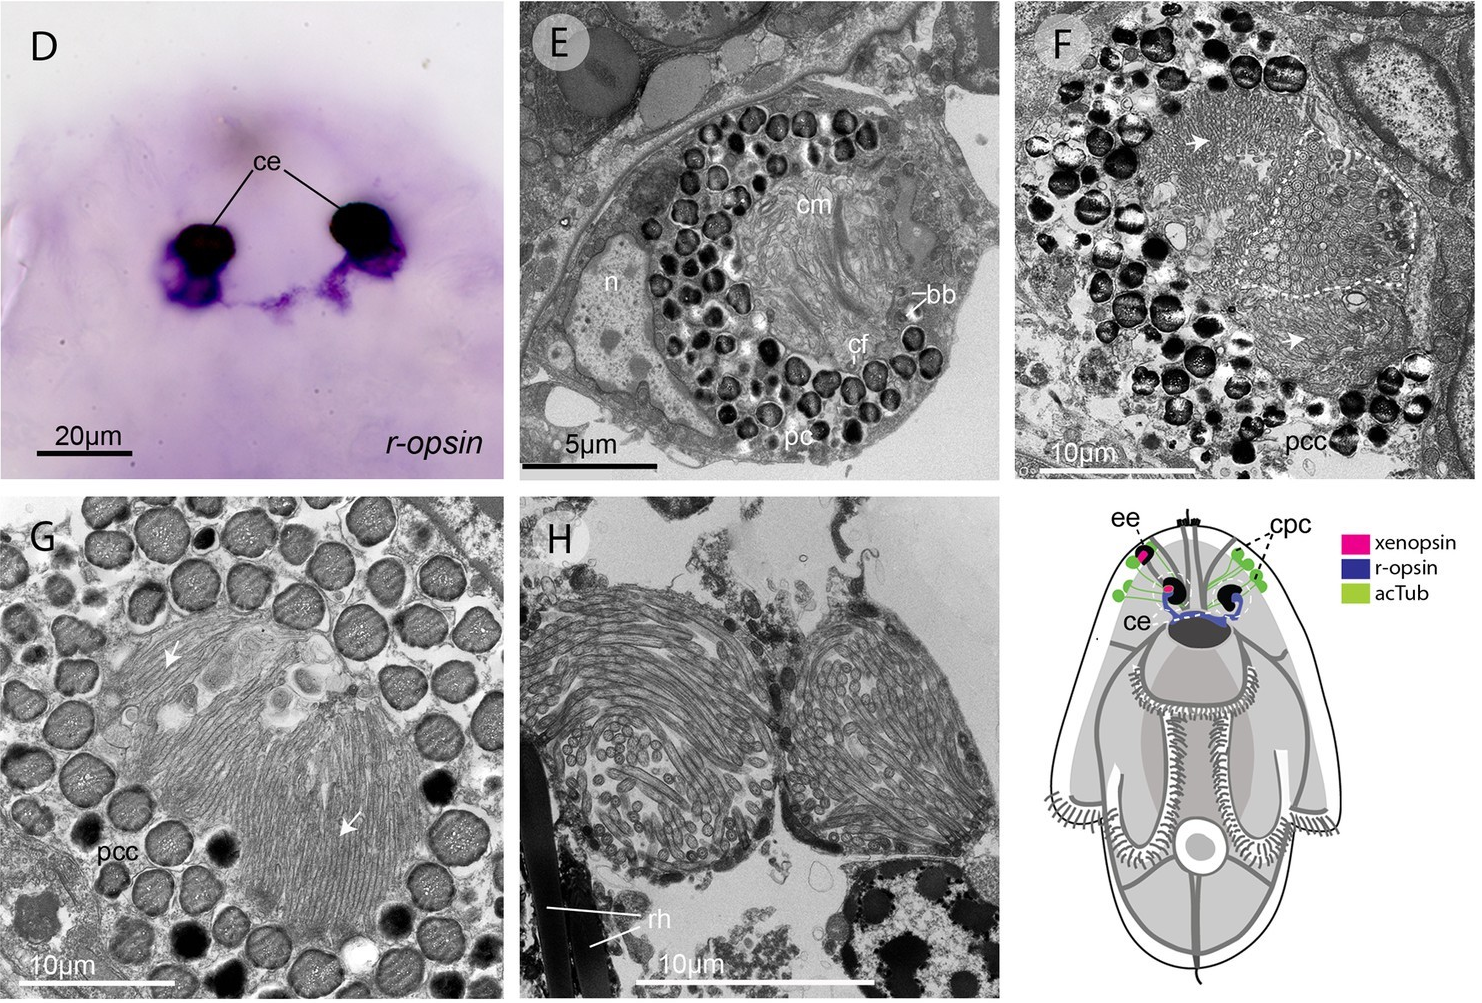 D
ce
20µm
r-opsin
E
cm
n
bb
cf
pc
5µm
F
pcc
10µm
G
pcc
10µm
H
rh
10µm
ee
cpc
ce
xenopsin
r-opsin
acTub